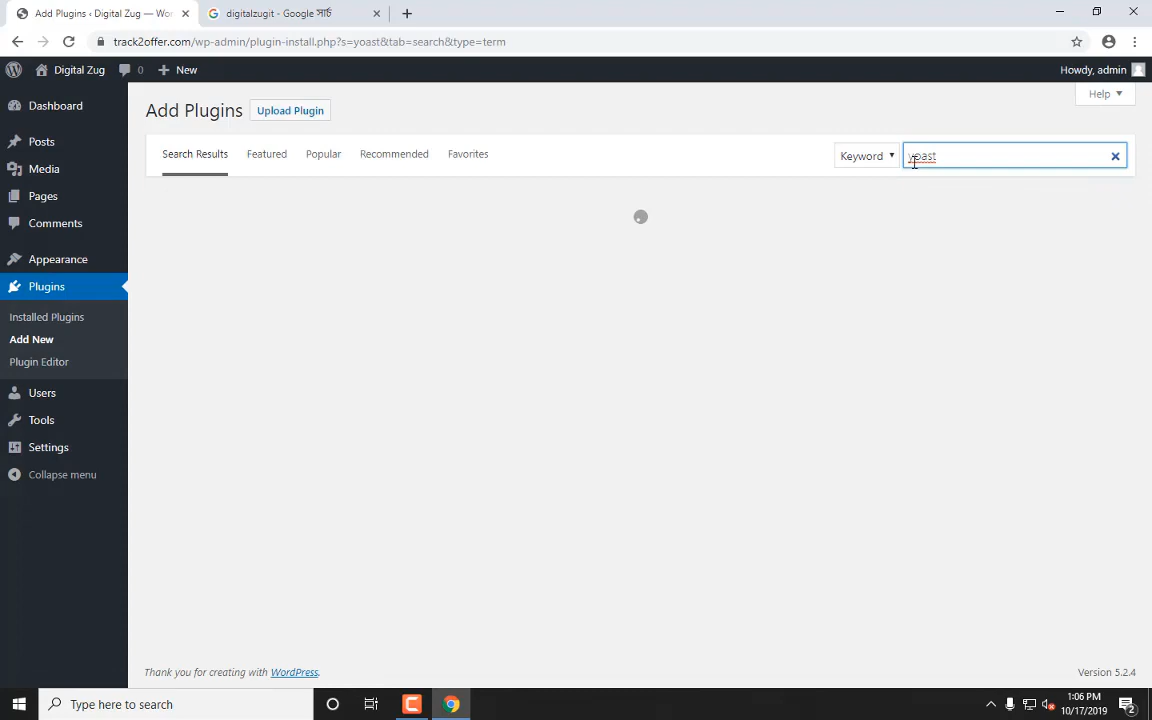 Add Plugins ‹ Digital Zug — Wor
digitalzugit - Google সার্চ
track2offer.com/wp-admin/plugin-install.php?s=yoast&tab=search&type=term
Digital Zug 0 New Howdy, admin
Help
Dashboard
Posts
Media
Pages
Comments
Appearance
Plugins
Installed Plugins
Add New
Plugin Editor
Users
Tools
Settings
Collapse menu
Add Plugins Upload Plugin
Search Results Featured Popular Recommended Favorites Keyword yoast
Thank you for creating with WordPress. Version 5.2.4
Type here to search
1:06 PM
10/17/2019
2